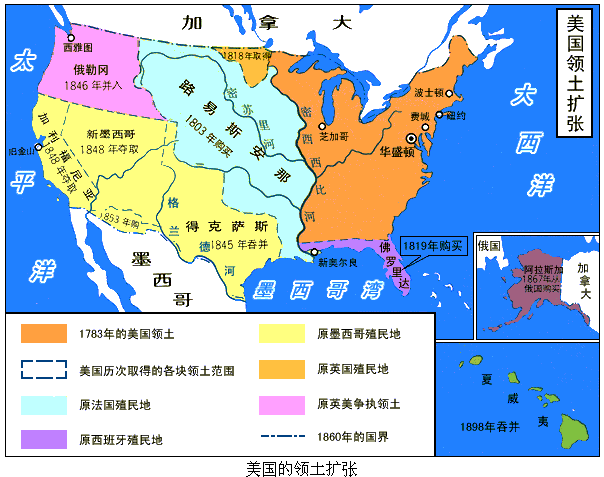 美国领土扩张
加拿大
太平洋
大西洋
墨西哥湾
墨西哥
西雅图
俄勒冈
1846年并入
1818年取得
路易斯安那
1803年购买
密苏里河
密西西比河
芝加哥
波士顿
费城
纽约
华盛顿
新墨西哥
1848年夺取
加利福尼亚
1848年夺取
旧金山
1853年购
格兰德河
得克萨斯
1845年吞并
新奥尔良
佛罗里达
1819年购买
俄国
阿拉斯加
1867年从
俄国购买
加拿大
夏威夷
1898年吞并
1783年的美国领土
原墨西哥殖民地
美国历次取得的各块领土范围
原英国殖民地
原法国殖民地
原英美争执领土
原西班牙殖民地
1860年的国界
美国的领土扩张